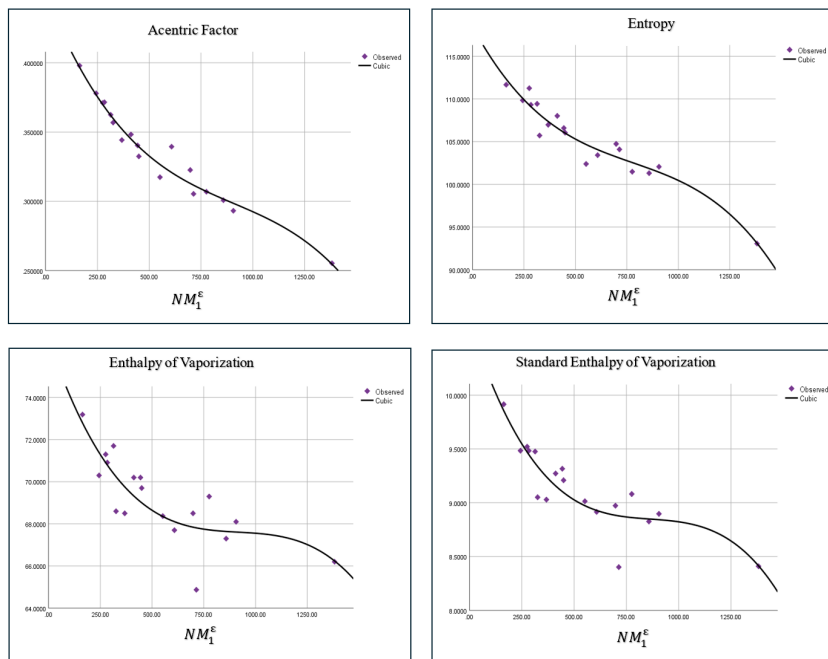 Acentric Factor
Observed
Cubic
.400000
.350000
.300000
.250000
.00 250.00 500.00 750.00 1000.00 1250.00
NM₁^ε
Entropy
Observed
Cubic
115.0000
110.0000
105.0000
100.0000
95.0000
90.0000
.00 250.00 500.00 750.00 1000.00 1250.00
NM₁^ε
Enthalpy of Vaporization
Observed
Cubic
74.0000
72.0000
70.0000
68.0000
66.0000
64.0000
.00 250.00 500.00 750.00 1000.00 1250.00
NM₁^ε
Standard Enthalpy of Vaporization
Observed
Cubic
10.0000
9.5000
9.0000
8.5000
8.0000
.00 250.00 500.00 750.00 1000.00 1250.00
NM₁^ε